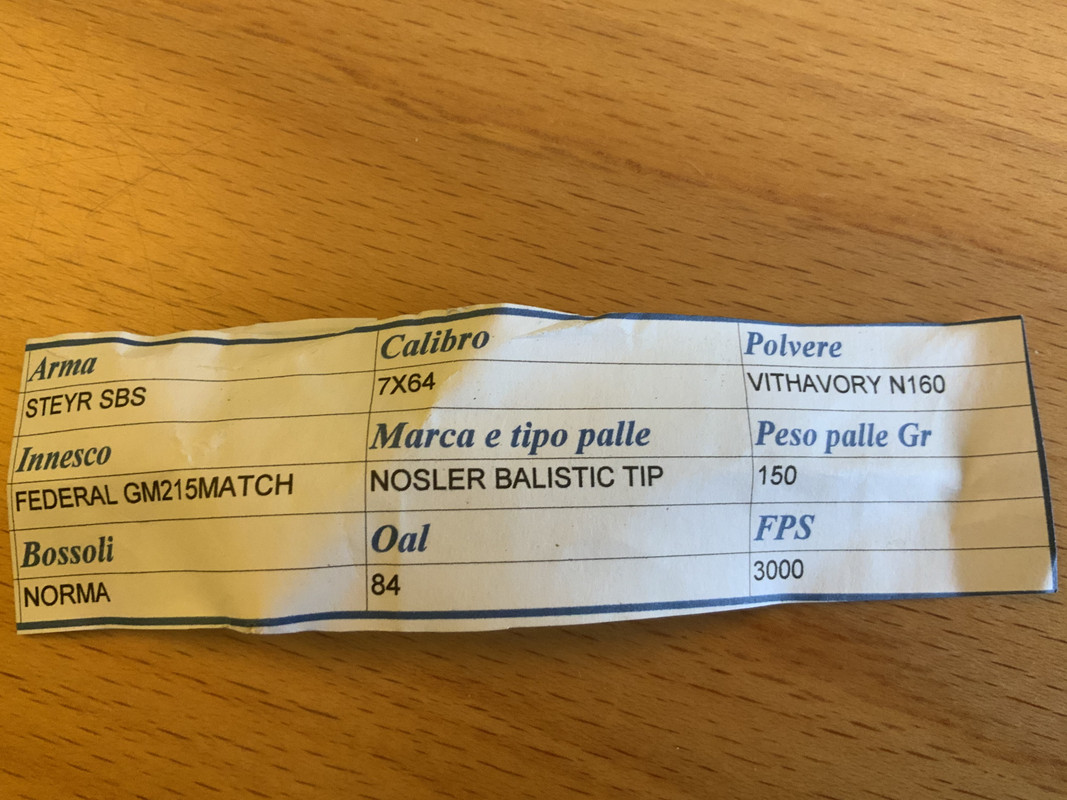 Arma Calibro Polvere
STEYR SBS 7X64 VITHAVORY N160
Innesco Marca e tipo palle Peso palle Gr
FEDERAL GM215MATCH NOSLER BALISTIC TIP 150
Bossoli Oal FPS
NORMA 84 3000